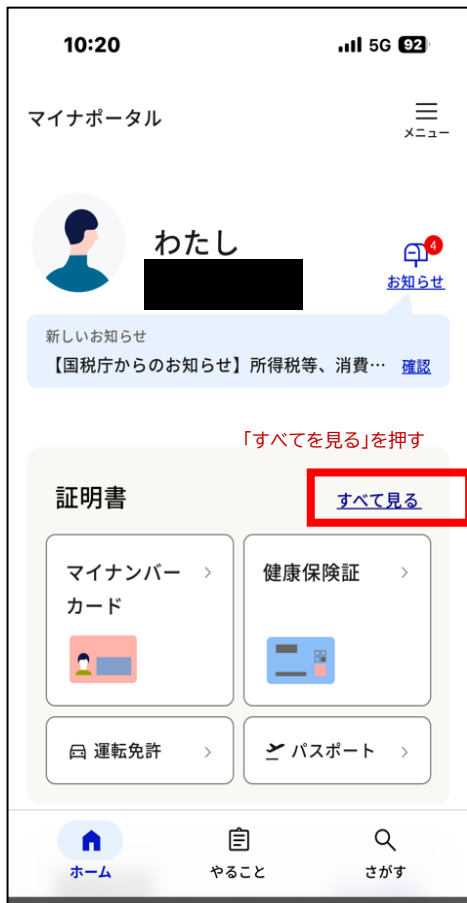 10:20 5G 92
マイナポータル
メニュー
わたし
4
お知らせ
新しいお知らせ
【国税庁からのお知らせ】所得税等、消費… 確認
「すべてを見る」を押す
証明書 すべて見る
マイナンバー
カード
健康保険証
運転免許 パスポート
ホーム やること さがす